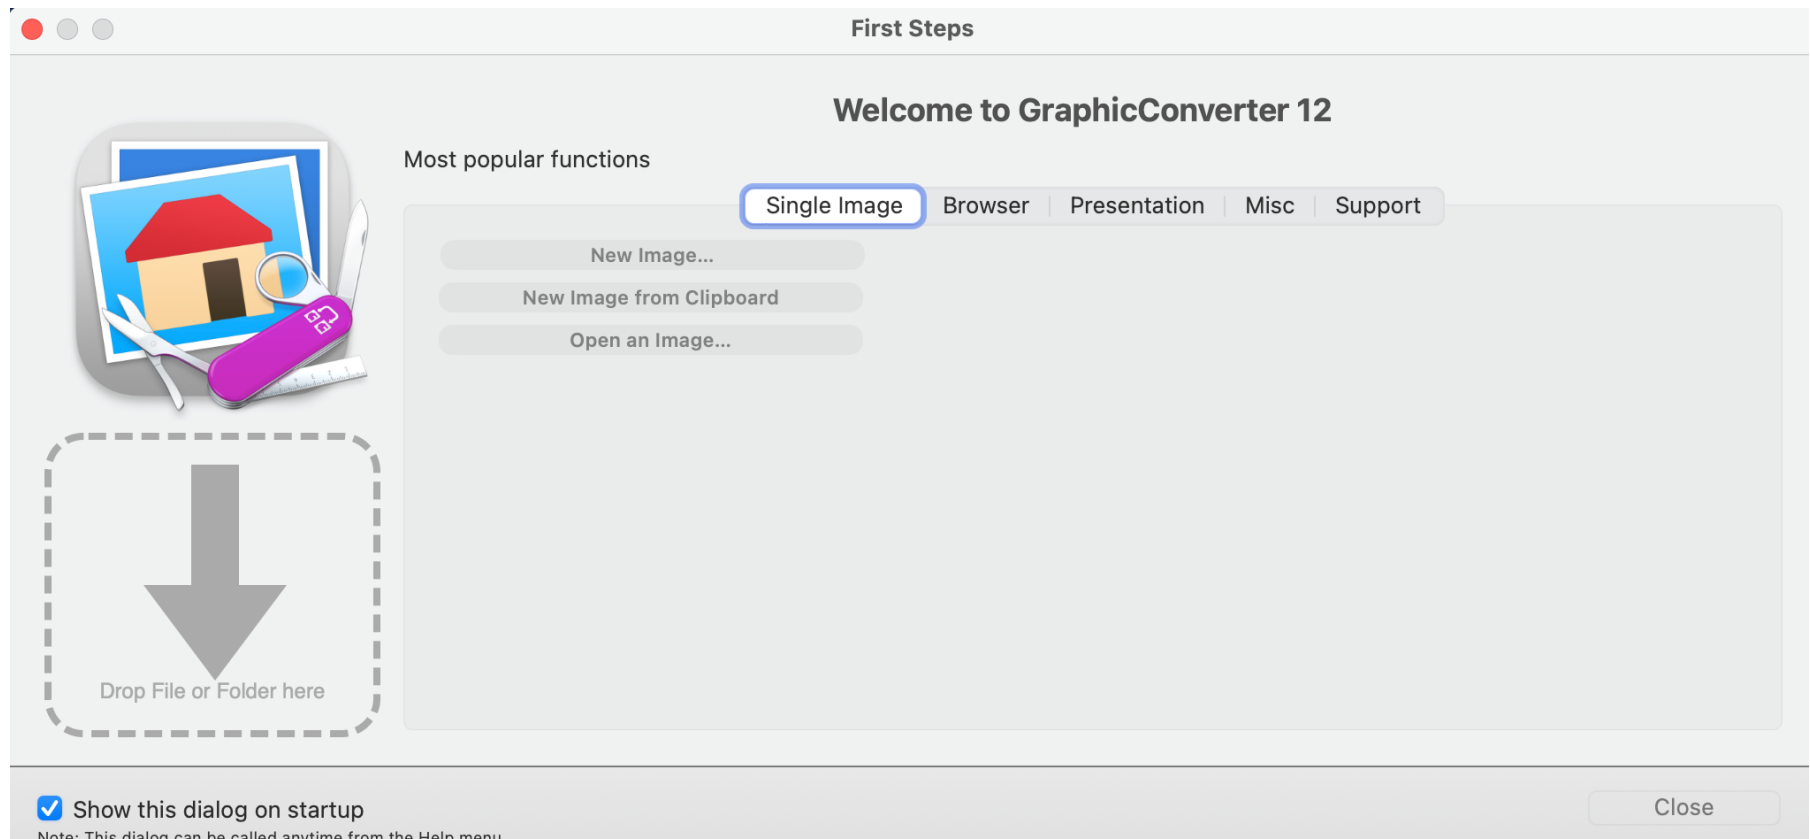 First Steps
Welcome to GraphicConverter 12
Most popular functions
Single Image Browser Presentation Misc Support
New Image...
New Image from Clipboard
Open an Image...
Drop File or Folder here
Show this dialog on startup
Close
Note: This dialog can be called anytime from the Help menu